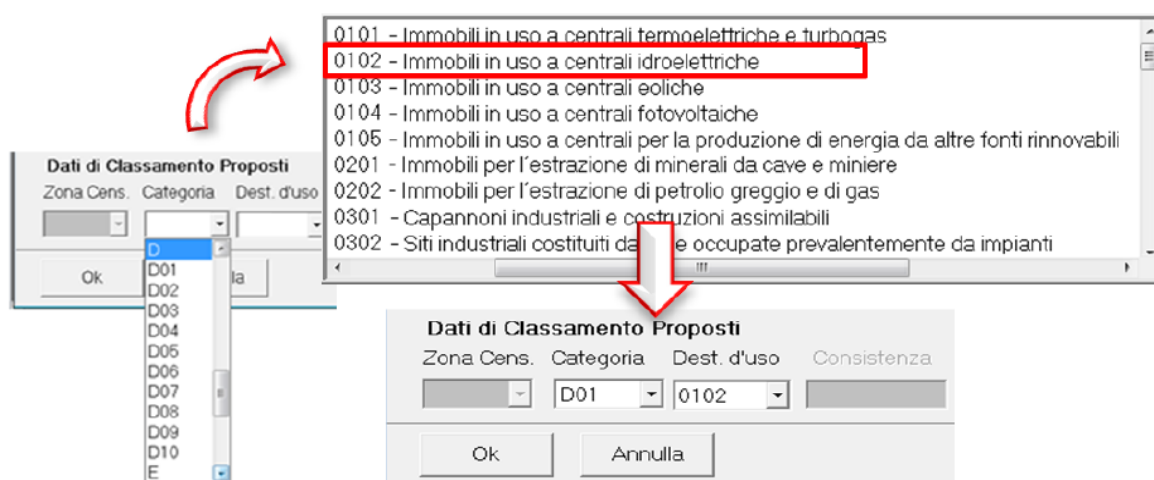 0101 - Immobili in uso a centrali termoelettriche e turbogas
0102 - Immobili in uso a centrali idroelettriche
0103 - Immobili in uso a centrali eoliche
0104 - Immobili in uso a centrali fotovoltaiche
0105 - Immobili in uso a centrali per la produzione di energia da altre fonti rinnovabili
0201 - Immobili per l´estrazione di minerali da cave e miniere
0202 - Immobili per l´estrazione di petrolio greggio e di gas
0301 - Capannoni industriali e costruzioni assimilabili
0302 - Siti industriali costituiti da occupate prevalentemente da impianti
Dati di Classamento Proposti
Zona Cens. Categoria Dest. d'uso
D
D01
D02
D03
D04
D05
D06
D07
D08
D09
D10
E
Ok la
Dati di Classamento Proposti
Zona Cens. Categoria Dest. d'uso Consistenza
D01 0102
Ok Annulla